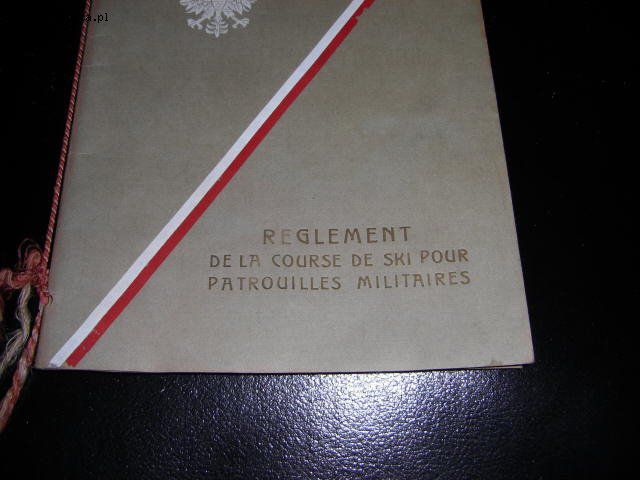 REGLEMENT
DE LA COURSE DE SKI POUR
PATROUILLES MILITAIRES